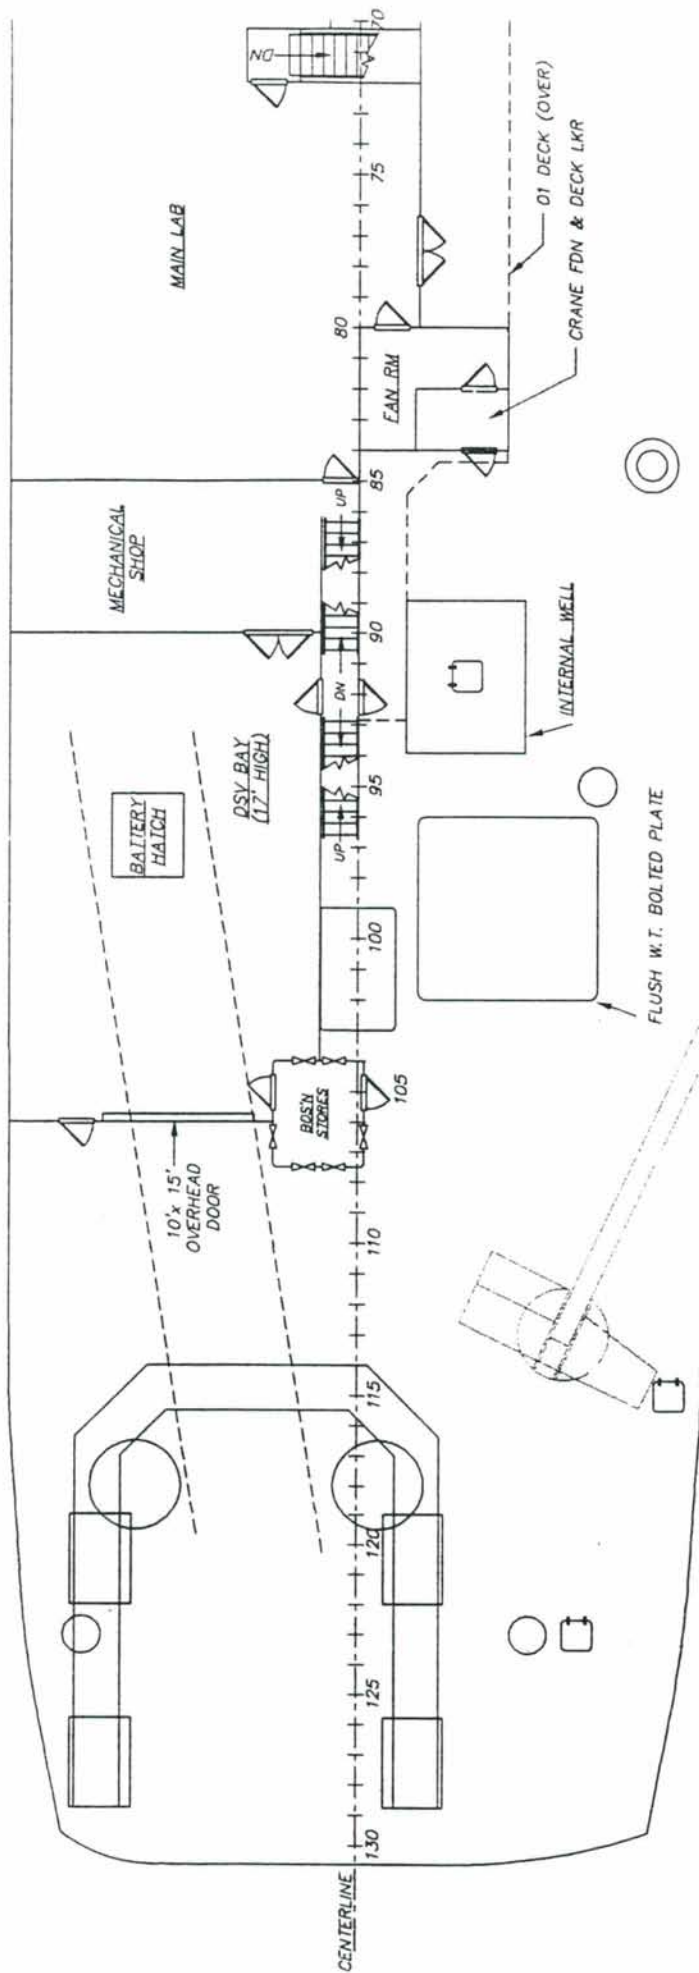 DN
70
75
MAIN LAB
01 DECK (OVER)
CRANE FDN & DECK LKR
80
FAN RM
85
UP
MECHANICAL
SHOP
90
DN
INTERNAL WELL
DSV BAY
(17' HIGH)
BATTERY
HATCH
95
UP
100
FLUSH W.T. BOLTED PLATE
105
BOS'N
STORES
10' x 15'
OVERHEAD
DOOR
110
115
120
125
130
CENTERLINE